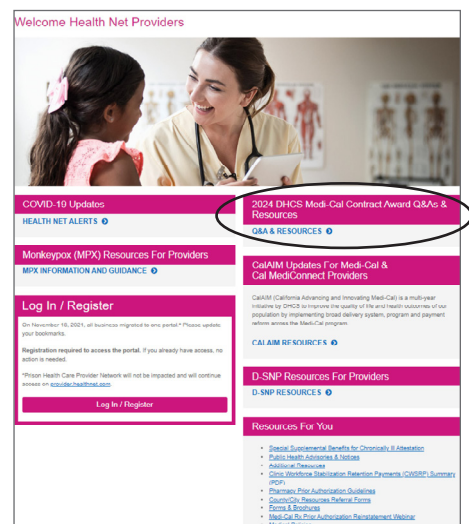 Welcome Health Net Providers
COVID-19 Updates
HEALTH NET ALERTS
Monkeypox (MPX) Resources For Providers
MPX INFORMATION AND GUIDANCE
Log In / Register
On November 19, 2021, all business migrated to one portal.* Please update
your bookmarks.
Registration required to access the portal. If you already have access, no
action is needed.
*Prison Health Care Provider Network will not be impacted and will continue
access on provider.healthnet.com.
Log In / Register
2024 DHCS Medi-Cal Contract Award Q&As &
Resources
Q&A & RESOURCES
CalAIM Updates For Medi-Cal &
Cal MediConnect Providers
CalAIM (California Advancing and Innovating Medi-Cal) is a multi-year
initiative by DHCS to improve the quality of life and health outcomes of our
population by implementing broad delivery system, program and payment
reform across the Medi-Cal program.
CALAIM RESOURCES
D-SNP Resources For Providers
D-SNP RESOURCES
Resources For You
Special Supplemental Benefits for Chronically Ill Attestation
Public Health Advisories & Notices
Additional Resources
Clinic Workforce Stabilization Retention Payments (CWSRP) Summary
(PDF)
Pharmacy Prior Authorization Guidelines
County/City Resources Referral Forms
Forms & Brochures
Medi-Cal Rx Prior Authorization Reinstatement Webinar